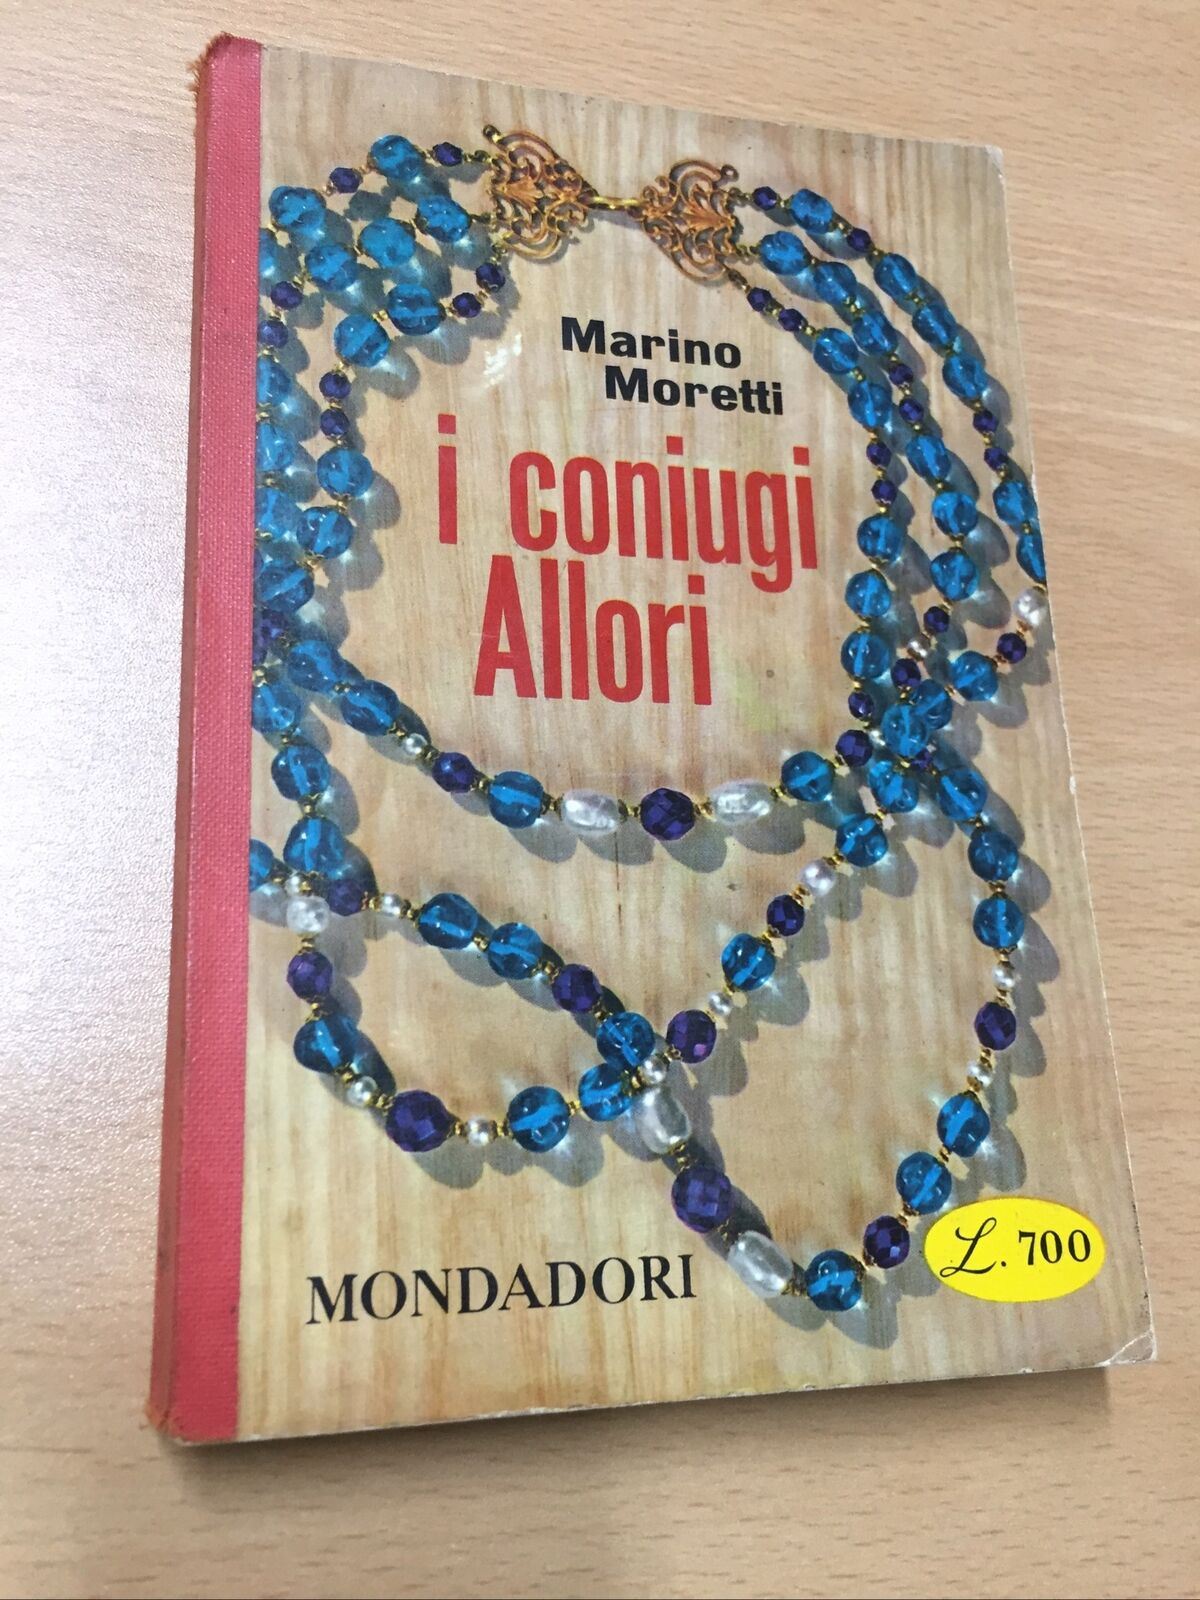 Marino
Moretti
i coniugi
Allori
MONDADORI
L. 700